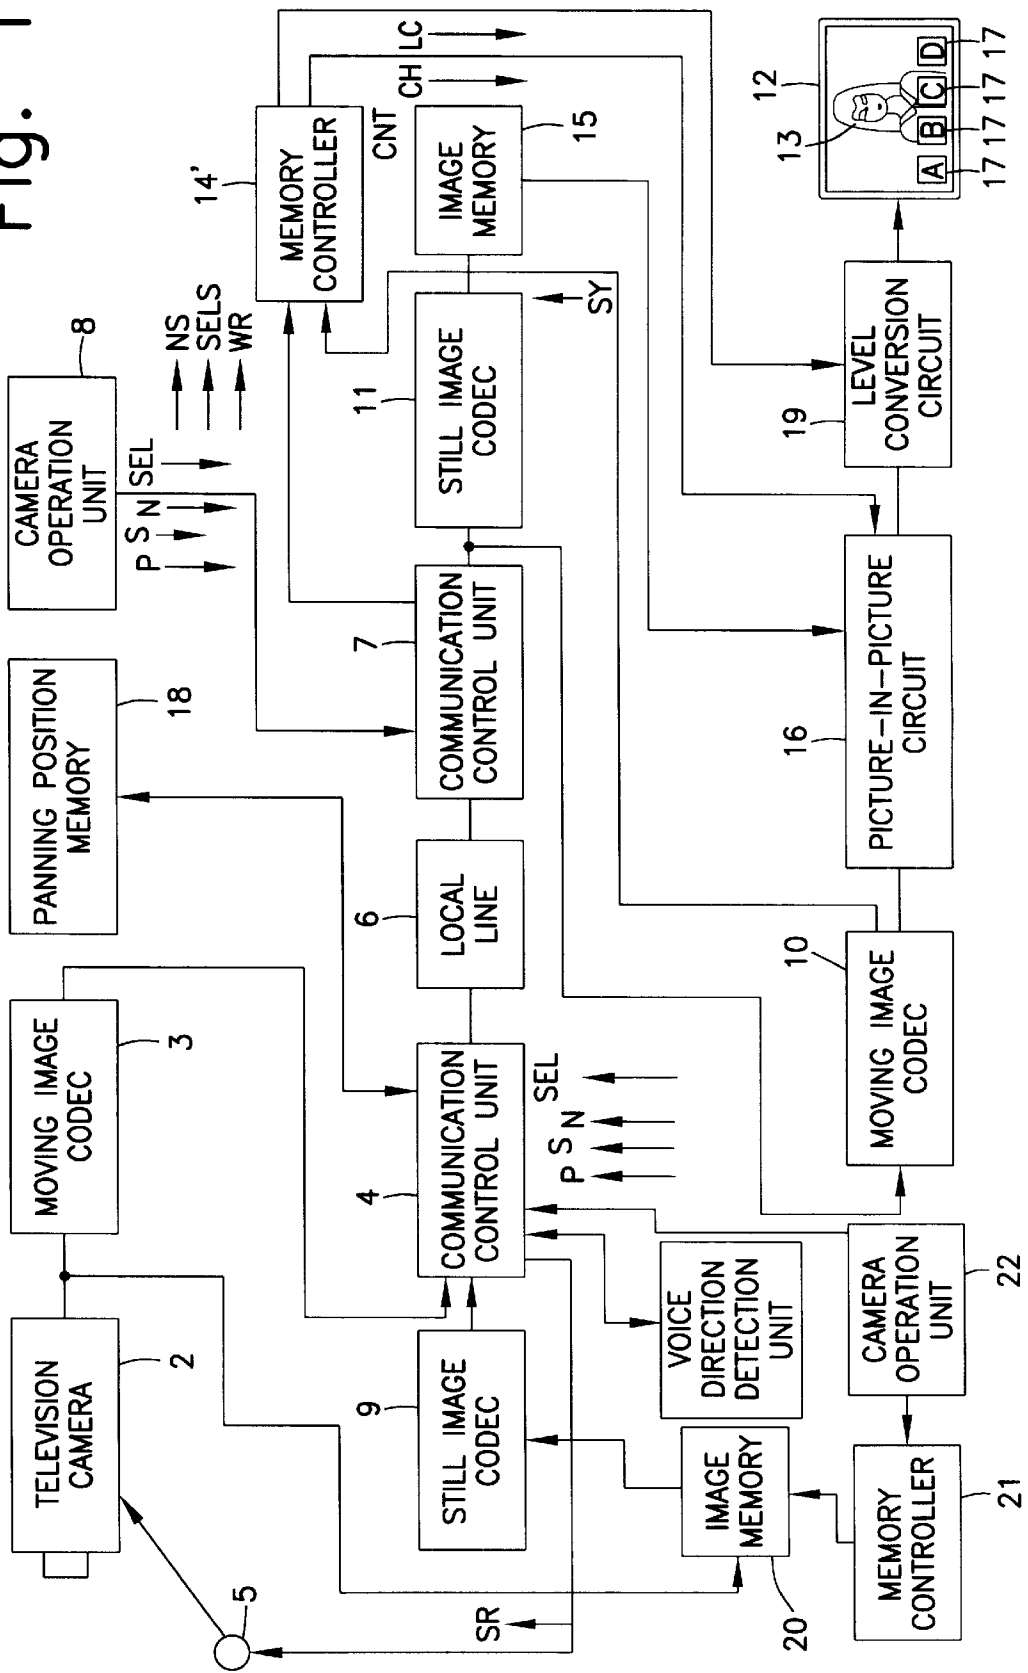 Fig. 1
TELEVISION
CAMERA
2
MOVING IMAGE
CODEC
3
PANNING POSITION
MEMORY
18
CAMERA
OPERATION
UNIT
8
P S N SEL
NS
SELS
WR
14'
MEMORY
CONTROLLER
CH LC
CNT
5
SR
9
STILL IMAGE
CODEC
4
COMMUNICATION
CONTROL UNIT
6
LOCAL
LINE
7
COMMUNICATION
CONTROL UNIT
11
STILL IMAGE
CODEC
IMAGE
MEMORY
15
SY
P S N SEL
VOICE
DIRECTION
DETECTION
UNIT
IMAGE
MEMORY
20
MEMORY
CONTROLLER
21
CAMERA
OPERATION
UNIT
22
10
MOVING IMAGE
CODEC
16
PICTURE-IN-PICTURE
CIRCUIT
19
LEVEL
CONVERSION
CIRCUIT
12
13
A B C D
17 17 17 17